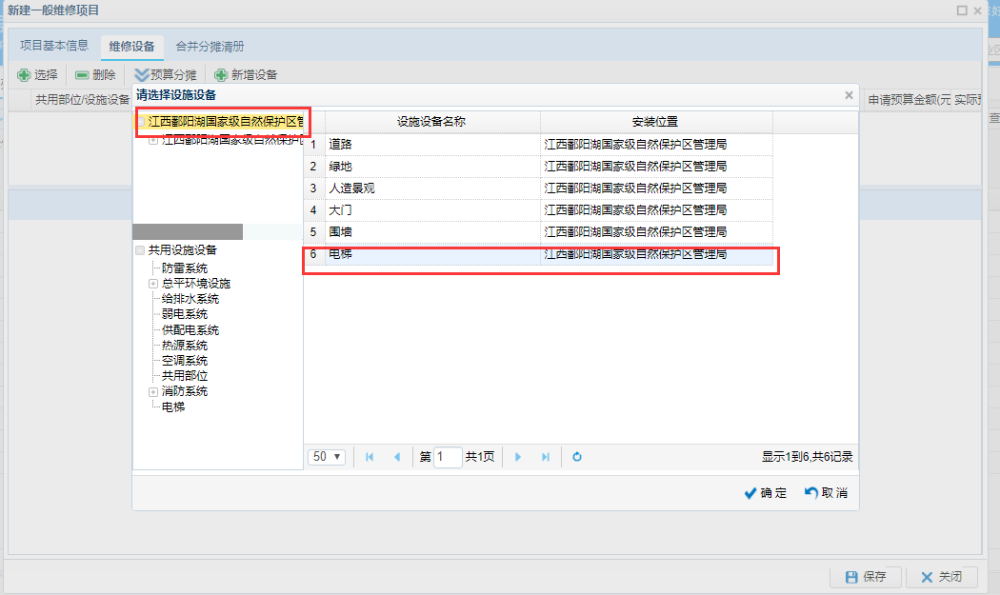 新建一般维修项目
项目基本信息 维修设备 合并分摊清册
选择 删除 预算分摊 新增设备
共用部位/设施设备 申请预算金额(元 实际
请选择设施设备
江西鄱阳湖国家级自然保护区管
江西鄱阳湖国家级自然保护区
设施设备名称 安装位置
1 道路 江西鄱阳湖国家级自然保护区管理局
2 绿地 江西鄱阳湖国家级自然保护区管理局
3 人造景观 江西鄱阳湖国家级自然保护区管理局
4 大门 江西鄱阳湖国家级自然保护区管理局
5 围墙 江西鄱阳湖国家级自然保护区管理局
6 电梯 江西鄱阳湖国家级自然保护区管理局
共用设施设备
防雷系统
总平环境设施
给排水系统
弱电系统
供配电系统
热源系统
空调系统
共用部位
消防系统
电梯
50 第 1 共1页 显示1到6,共6记录
确定 取消
保存 关闭
查